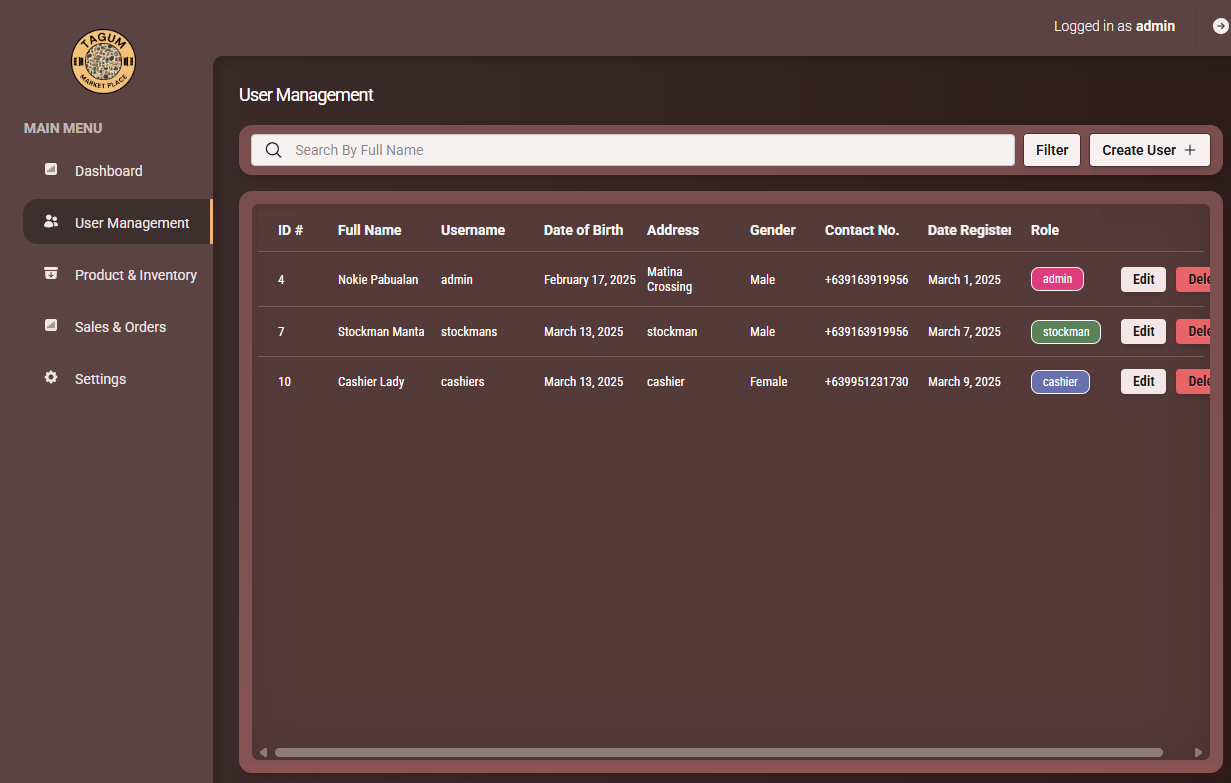 Logged in as admin
TAGUM
MARKET PLACE
User Management
MAIN MENU
Search By Full Name
Filter
Create User
Dashboard
User Management
Product & Inventory
Sales & Orders
Settings
ID # Full Name Username Date of Birth Address Gender Contact No. Date Register Role
4 Nokie Pabualan admin February 17, 2025 Matina Crossing Male +639163919956 March 1, 2025 admin Edit Dele
7 Stockman Manta stockmans March 13, 2025 stockman Male +639163919956 March 7, 2025 stockman Edit Dele
10 Cashier Lady cashiers March 13, 2025 cashier Female +639951231730 March 9, 2025 cashier Edit Dele